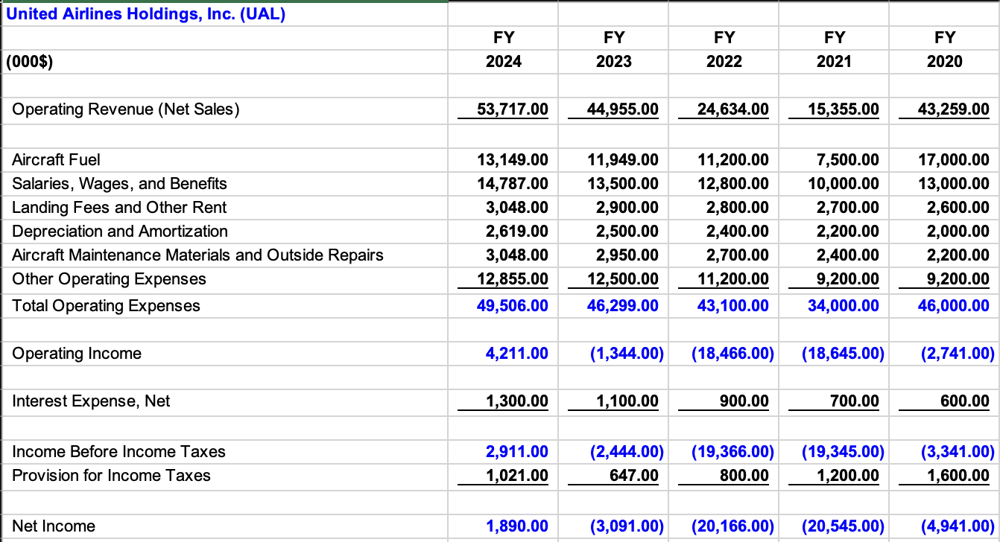 United Airlines Holdings, Inc. (UAL)
FY FY FY FY FY
(000$) 2024 2023 2022 2021 2020
Operating Revenue (Net Sales) 53,717.00 44,955.00 24,634.00 15,355.00 43,259.00
Aircraft Fuel 13,149.00 11,949.00 11,200.00 7,500.00 17,000.00
Salaries, Wages, and Benefits 14,787.00 13,500.00 12,800.00 10,000.00 13,000.00
Landing Fees and Other Rent 3,048.00 2,900.00 2,800.00 2,700.00 2,600.00
Depreciation and Amortization 2,619.00 2,500.00 2,400.00 2,200.00 2,000.00
Aircraft Maintenance Materials and Outside Repairs 3,048.00 2,950.00 2,700.00 2,400.00 2,200.00
Other Operating Expenses 12,855.00 12,500.00 11,200.00 9,200.00 9,200.00
Total Operating Expenses 49,506.00 46,299.00 43,100.00 34,000.00 46,000.00
Operating Income 4,211.00 (1,344.00) (18,466.00) (18,645.00) (2,741.00)
Interest Expense, Net 1,300.00 1,100.00 900.00 700.00 600.00
Income Before Income Taxes 2,911.00 (2,444.00) (19,366.00) (19,345.00) (3,341.00)
Provision for Income Taxes 1,021.00 647.00 800.00 1,200.00 1,600.00
Net Income 1,890.00 (3,091.00) (20,166.00) (20,545.00) (4,941.00)